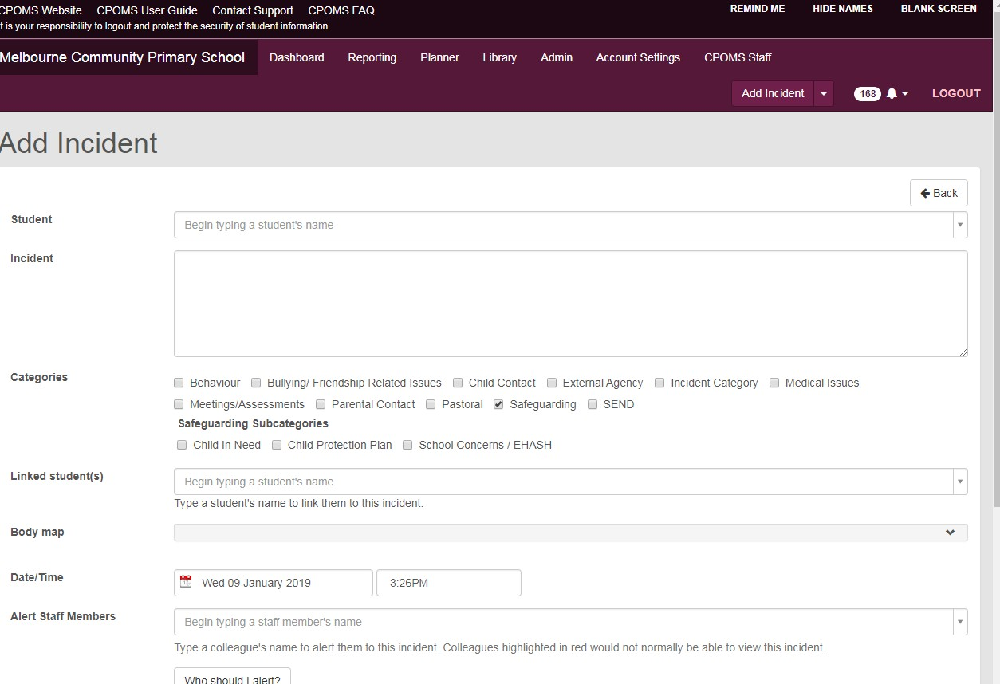 CPOMS Website CPOMS User Guide Contact Support CPOMS FAQ REMIND ME HIDE NAMES BLANK SCREEN
t is your responsibility to logout and protect the security of student information.
Melbourne Community Primary School Dashboard Reporting Planner Library Admin Account Settings CPOMS Staff
Add Incident 168 LOGOUT
Add Incident
Back
Student Begin typing a student's name
Incident
Categories Behaviour Bullying/ Friendship Related Issues Child Contact External Agency Incident Category Medical Issues
Meetings/Assessments Parental Contact Pastoral Safeguarding SEND
Safeguarding Subcategories
Child In Need Child Protection Plan School Concerns / EHASH
Linked student(s) Begin typing a student's name
Type a student's name to link them to this incident.
Body map
Date/Time Wed 09 January 2019 3:26PM
Alert Staff Members Begin typing a staff member's name
Type a colleague's name to alert them to this incident. Colleagues highlighted in red would not normally be able to view this incident.
Who should I alert?